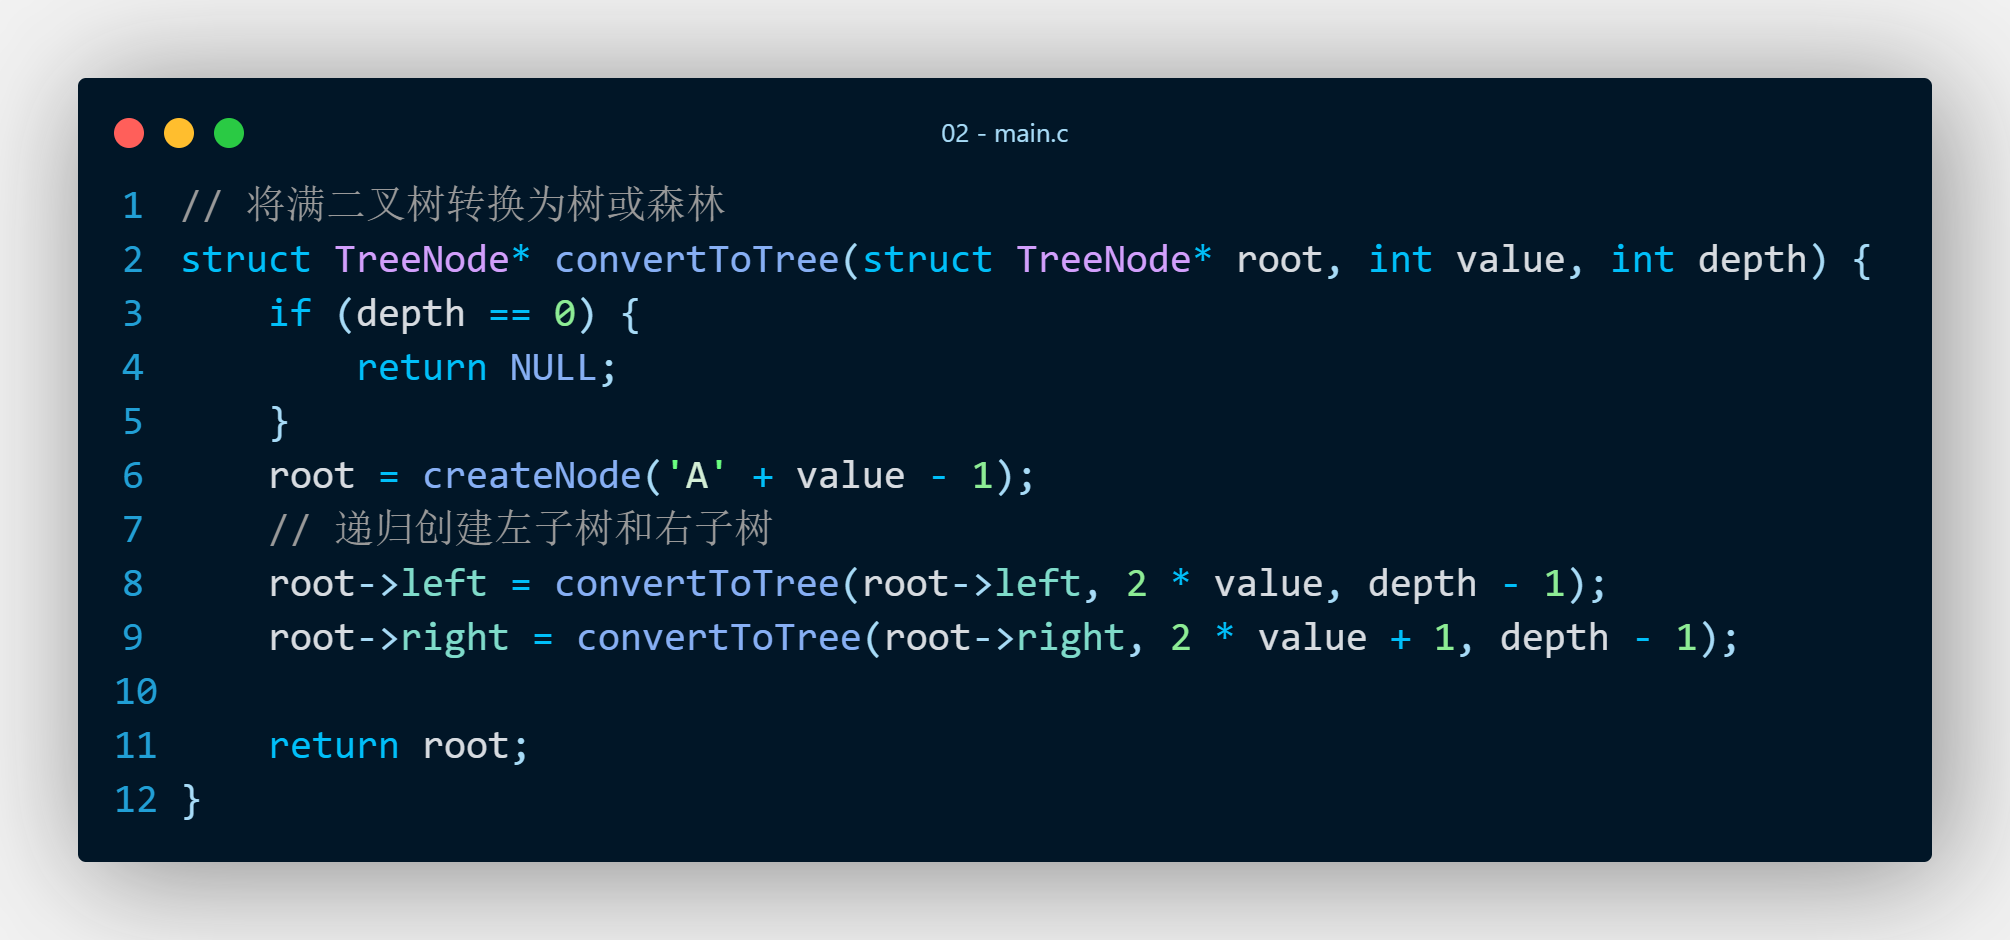 02 - main.c
1 // 将满二叉树转换为树或森林
2 struct TreeNode* convertToTree(struct TreeNode* root, int value, int depth) {
3     if (depth == 0) {
4         return NULL;
5     }
6     root = createNode('A' + value - 1);
7     // 递归创建左子树和右子树
8     root->left = convertToTree(root->left, 2 * value, depth - 1);
9     root->right = convertToTree(root->right, 2 * value + 1, depth - 1);
10
11     return root;
12 }